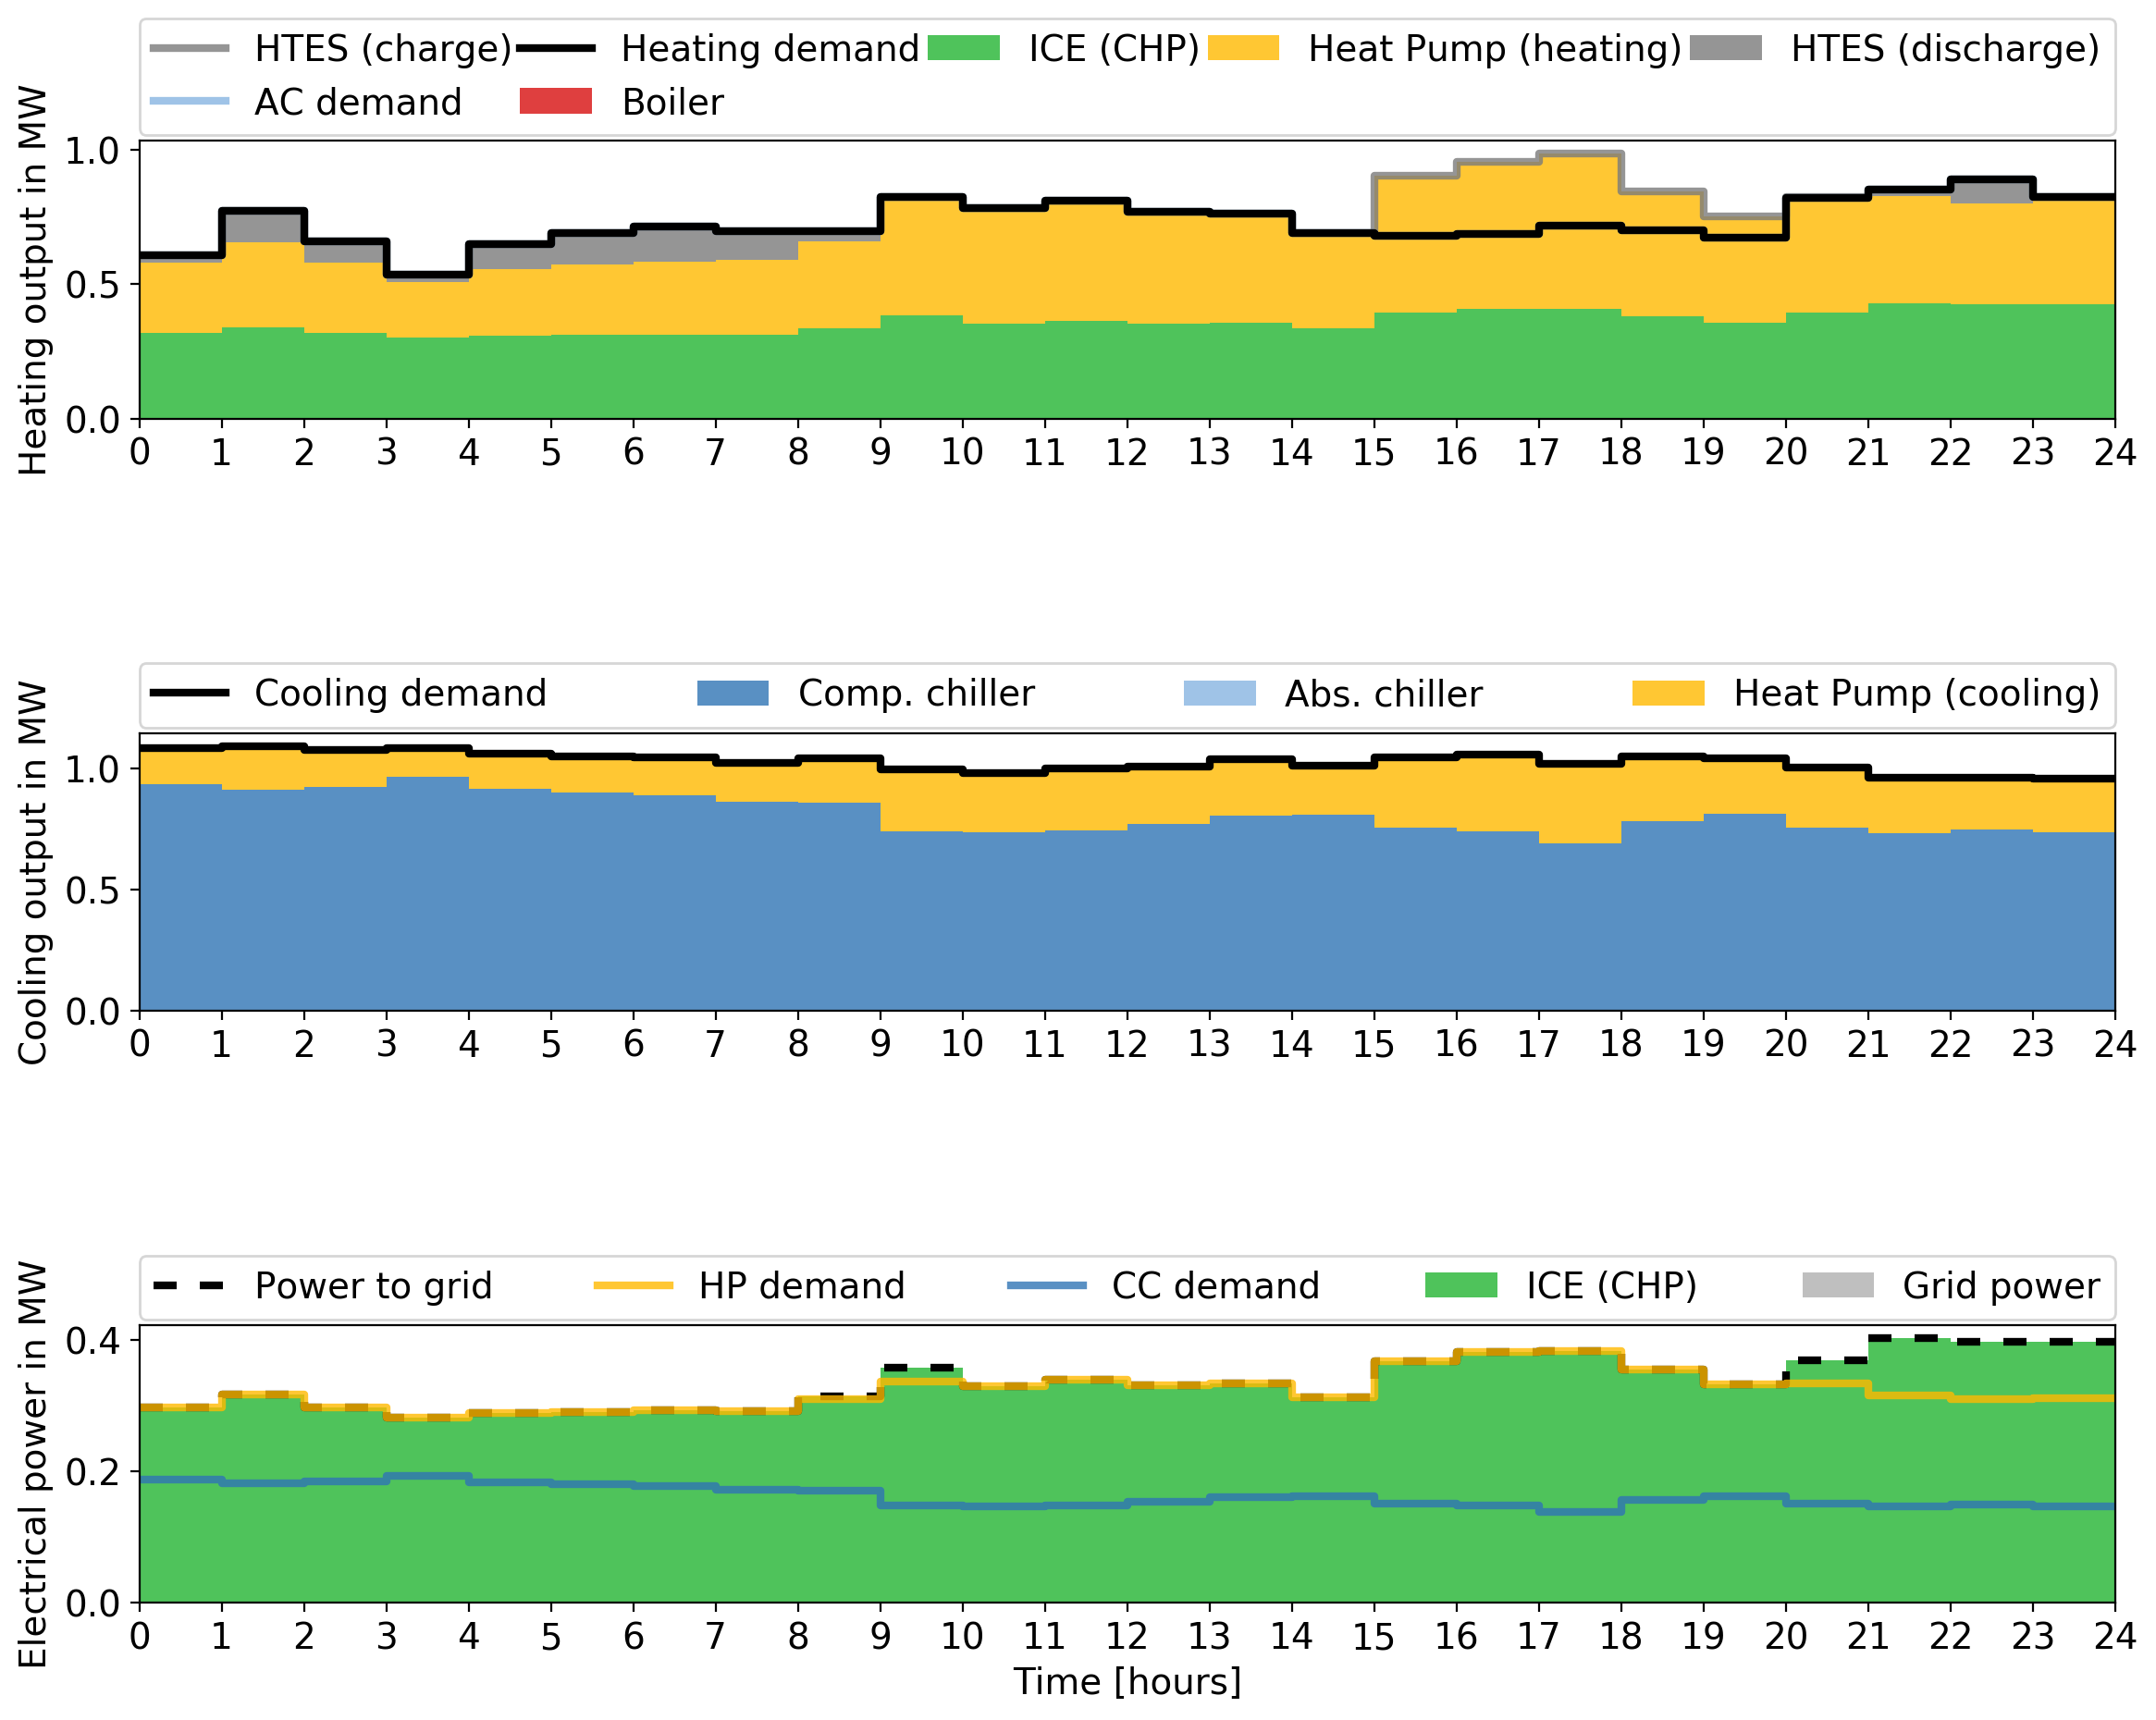 HTES (charge) Heating demand ICE (CHP) Heat Pump (heating) HTES (discharge)
AC demand Boiler
Heating output in MW
1.0
0.5
0.0
0 1 2 3 4 5 6 7 8 9 10 11 12 13 14 15 16 17 18 19 20 21 22 23 24
Cooling demand Comp. chiller Abs. chiller Heat Pump (cooling)
Cooling output in MW
1.0
0.5
0.0
0 1 2 3 4 5 6 7 8 9 10 11 12 13 14 15 16 17 18 19 20 21 22 23 24
Power to grid HP demand CC demand ICE (CHP) Grid power
Electrical power in MW
0.4
0.2
0.0
0 1 2 3 4 5 6 7 8 9 10 11 12 13 14 15 16 17 18 19 20 21 22 23 24
Time [hours]